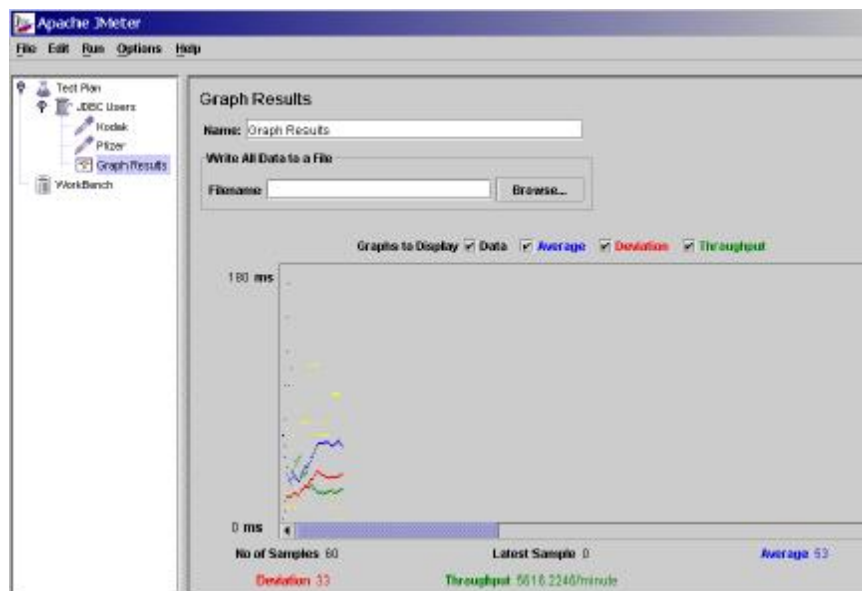 Apache JMeter
File Edit Run Options Help
Test Plan
JDBC Users
Kodak
Pfizer
Graph Results
WorkBench
Graph Results
Name: Graph Results
Write All Data to a File
Filename Browse...
Graphs to Display Data Average Deviation Throughput
180 ms
0 ms
No of Samples 60 Latest Sample 0 Average 53
Deviation 33 Throughput 5618.2246/minute